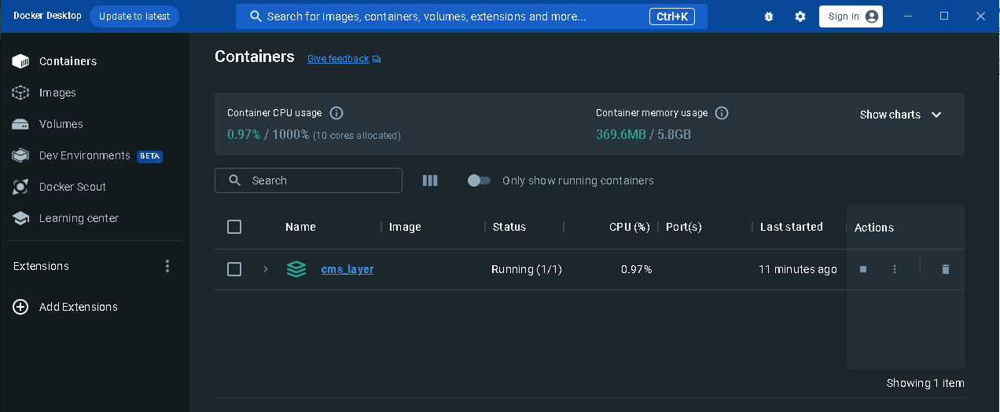 Docker Desktop
Update to latest
Search for images, containers, volumes, extensions and more...
Ctrl+K
Sign in
Containers
Images
Volumes
Dev Environments BETA
Docker Scout
Learning center
Extensions
Add Extensions
Containers
Give feedback
Container CPU usage
0.97% / 1000% (10 cores allocated)
Container memory usage
369.6MB / 5.8GB
Show charts
Search
Only show running containers
Name Image Status CPU (%) Port(s) Last started Actions
cms_layer Running (1/1) 0.97% 11 minutes ago
Showing 1 item